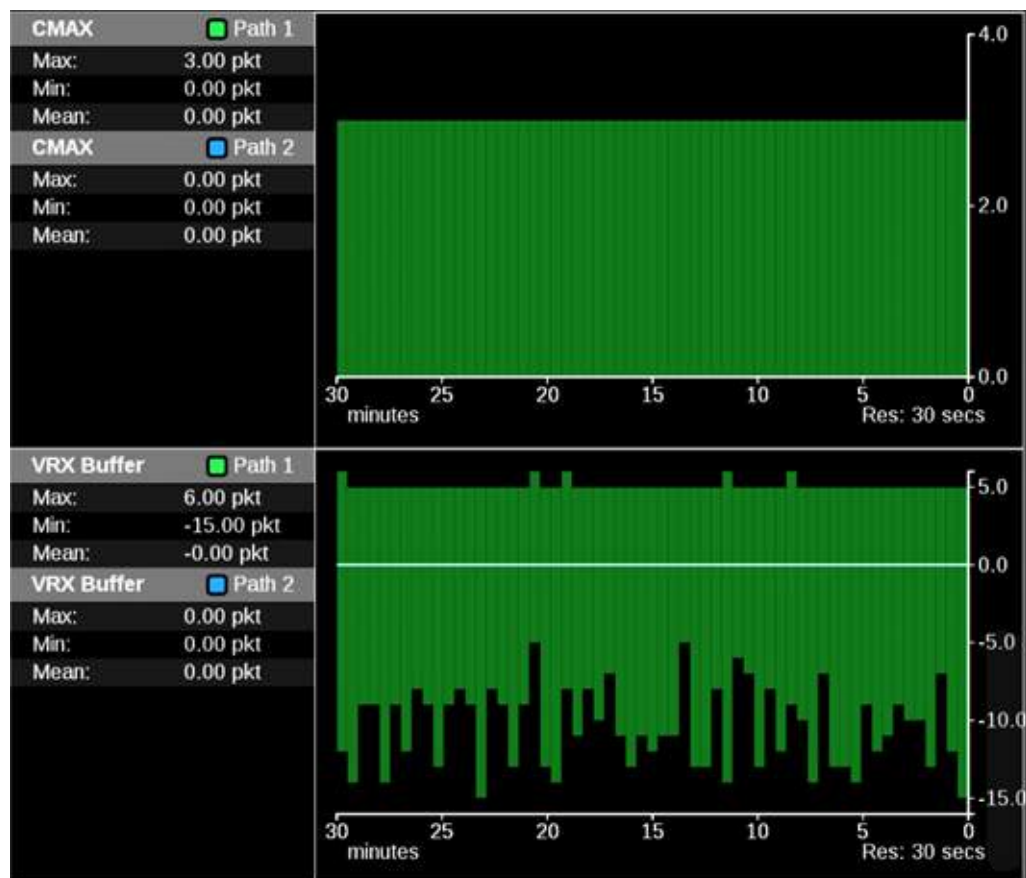 CMAX Path 1
Max: 3.00 pkt
Min: 0.00 pkt
Mean: 0.00 pkt
CMAX Path 2
Max: 0.00 pkt
Min: 0.00 pkt
Mean: 0.00 pkt
4.0
2.0
0.0
30 25 20 15 10 5 0
minutes Res: 30 secs
VRX Buffer Path 1
Max: 6.00 pkt
Min: -15.00 pkt
Mean: -0.00 pkt
VRX Buffer Path 2
Max: 0.00 pkt
Min: 0.00 pkt
Mean: 0.00 pkt
5.0
0.0
-5.0
-10.0
-15.0
30 25 20 15 10 5 0
minutes Res: 30 secs